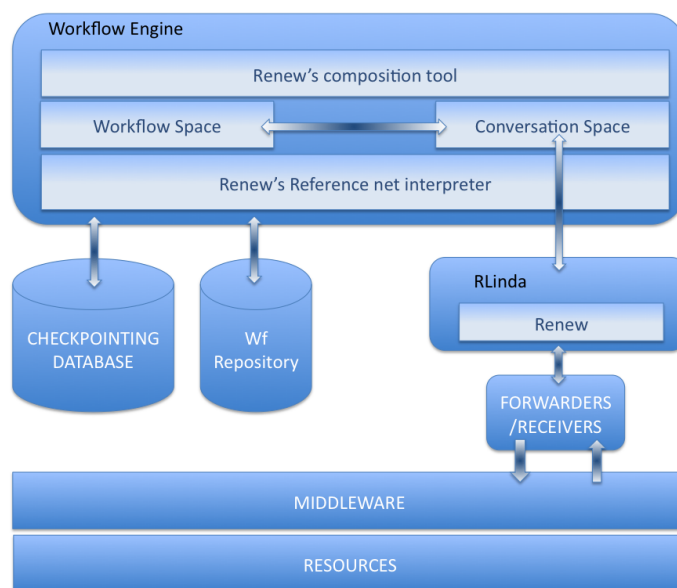 Workflow Engine
Renew's composition tool
Workflow Space
Conversation Space
Renew's Reference net interpreter
RLinda
Renew
CHECKPOINTING
DATABASE
Wf
Repository
FORWARDERS
/RECEIVERS
MIDDLEWARE
RESOURCES